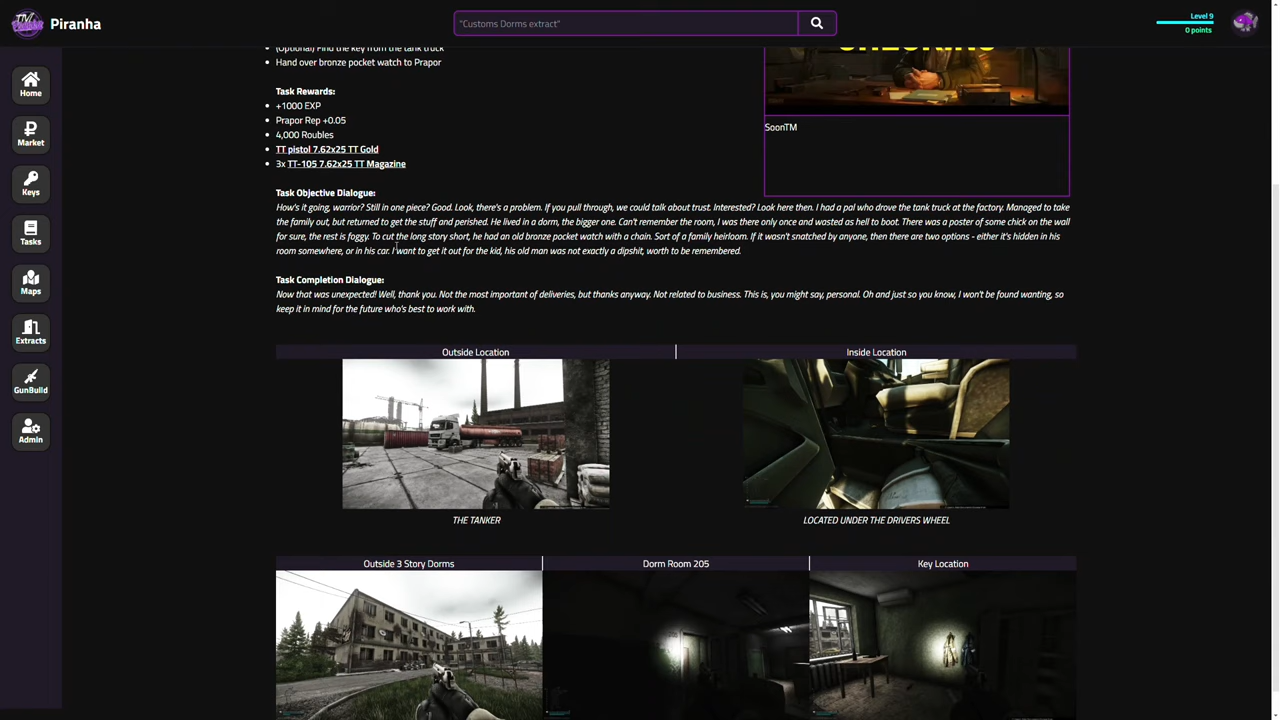 Piranha
"Customs Dorms extract"
Level 9
0 points
Home
Market
Keys
Tasks
Maps
Extracts
GunBuild
Admin
(Optional) Find the key from the tank truck
Hand over bronze pocket watch to Prapor
Task Rewards:
+1000 EXP
Prapor Rep +0.05
4,000 Roubles
TT pistol 7.62x25 TT Gold
3x TT-105 7.62x25 TT Magazine
CHECKING
SoonTM
Task Objective Dialogue:
How's it going, warrior? Still in one piece? Good. Look, there's a problem. If you pull through, we could talk about trust. Interested? Look here then. I had a pal who drove the tank truck at the factory. Managed to take
the family out, but returned to get the stuff and perished. He lived in a dorm, the bigger one. Can't remember the room, I was there only once and wasted as hell to boot. There was a poster of some chick on the wall
for sure, the rest is foggy. To cut the long story short, he had an old bronze pocket watch with a chain. Sort of a family heirloom. If it wasn't snatched by anyone, then there are two options - either it's hidden in his
room somewhere, or in his car. I want to get it out for the kid, his old man was not exactly a dipshit, worth to be remembered.
Task Completion Dialogue:
Now that was unexpected! Well, thank you. Not the most important of deliveries, but thanks anyway. Not related to business. This is, you might say, personal. Oh and just so you know, I won't be found wanting, so
keep it in mind for the future who's best to work with.
Outside Location
Inside Location
THE TANKER
LOCATED UNDER THE DRIVERS WHEEL
Outside 3 Story Dorms
Dorm Room 205
Key Location